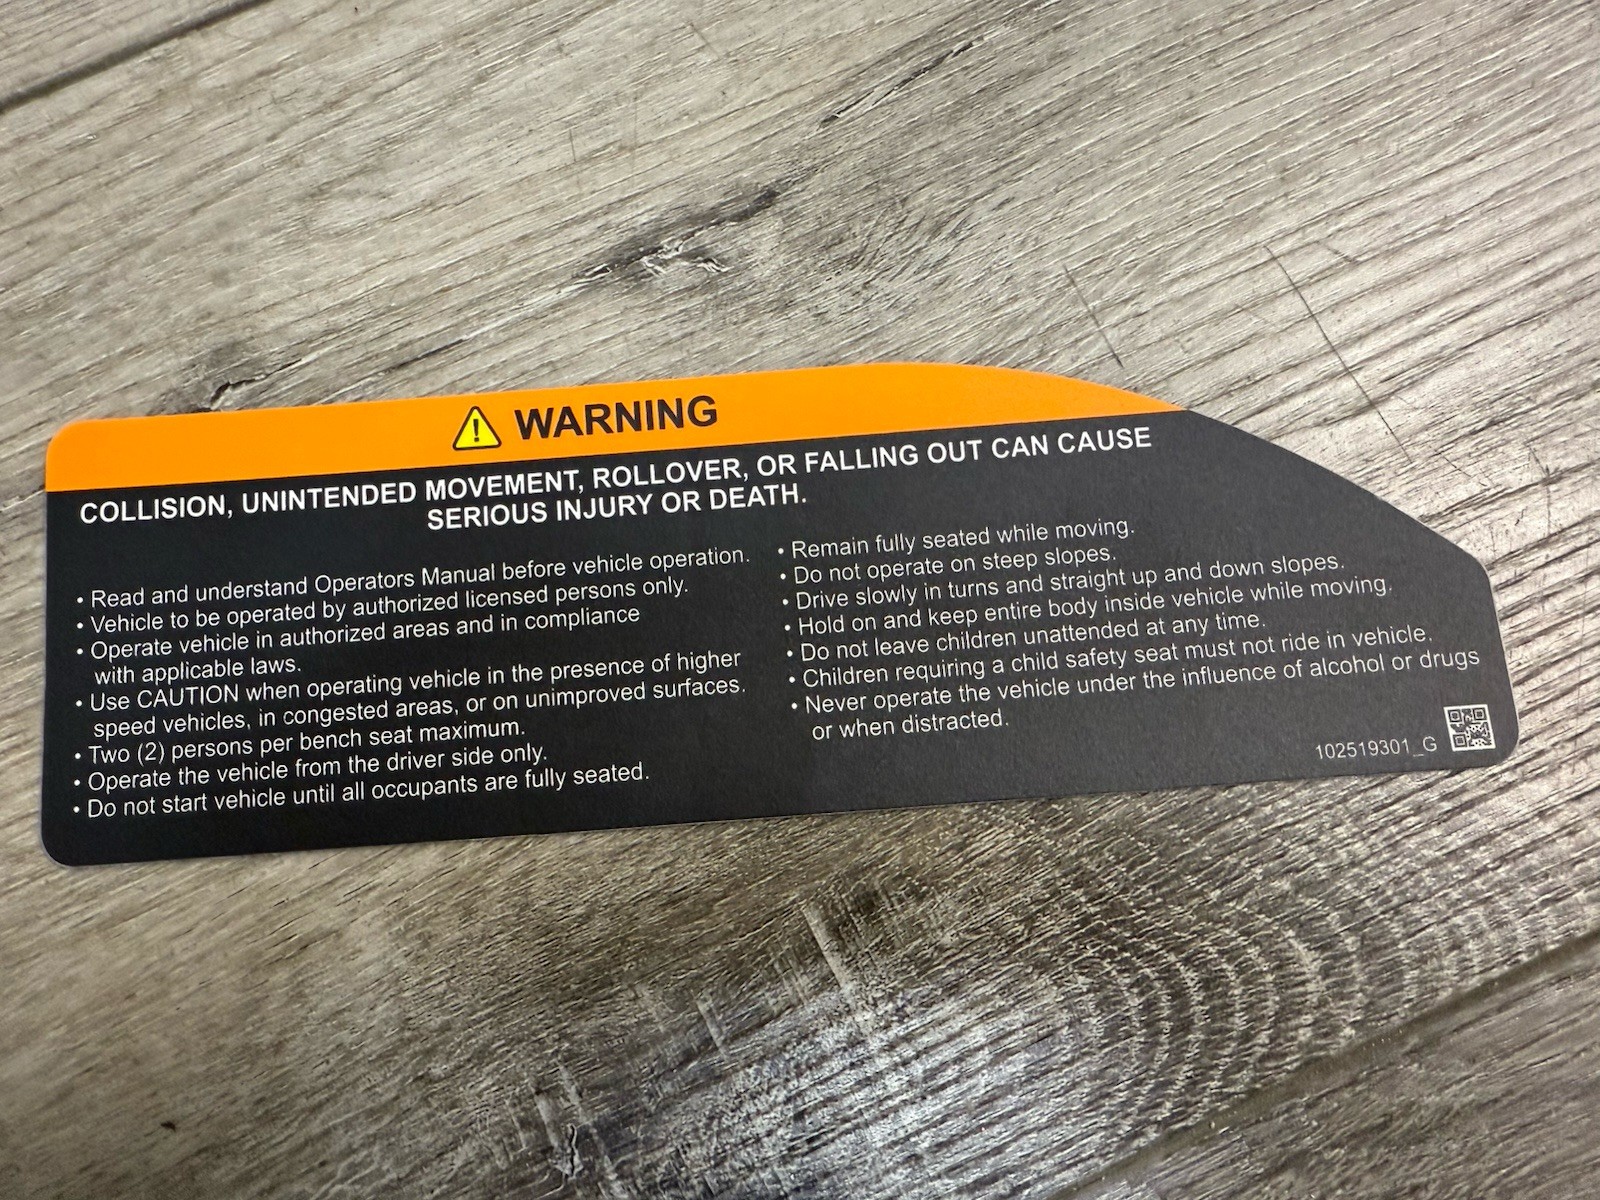 WARNING
COLLISION, UNINTENDED MOVEMENT, ROLLOVER, OR FALLING OUT CAN CAUSE
SERIOUS INJURY OR DEATH.
• Read and understand Operators Manual before vehicle operation.
• Vehicle to be operated by authorized licensed persons only.
• Operate vehicle in authorized areas and in compliance
with applicable laws.
• Use CAUTION when operating vehicle in the presence of higher
speed vehicles, in congested areas, or on unimproved surfaces.
• Two (2) persons per bench seat maximum.
• Operate the vehicle from the driver side only.
• Do not start vehicle until all occupants are fully seated.
• Remain fully seated while moving.
• Do not operate on steep slopes.
• Drive slowly in turns and straight up and down slopes.
• Hold on and keep entire body inside vehicle while moving.
• Do not leave children unattended at any time.
• Children requiring a child safety seat must not ride in vehicle.
• Never operate the vehicle under the influence of alcohol or drugs
or when distracted.
102519301_G